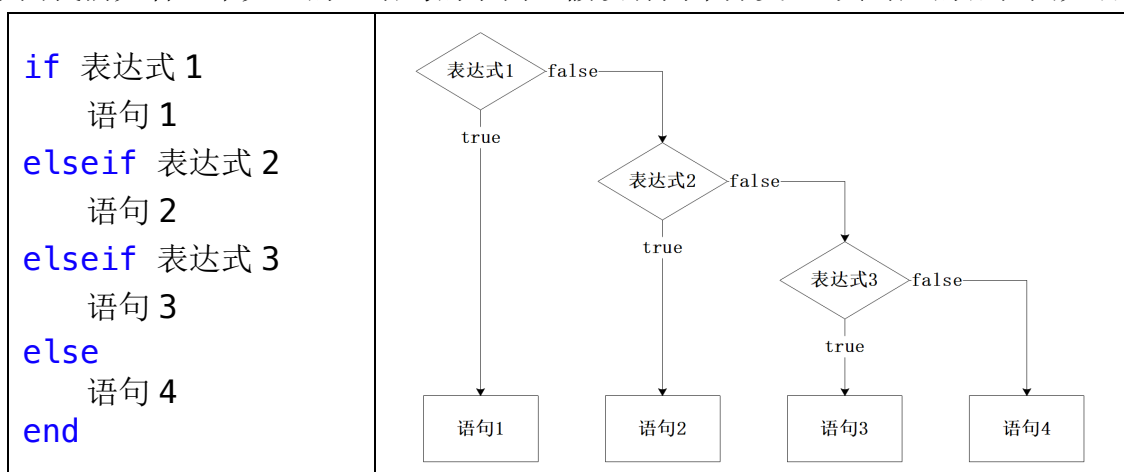 if 表达式 1
语句 1
elseif 表达式 2
语句 2
elseif 表达式 3
语句 3
else
语句 4
end
表达式1
false
true
表达式2
false
true
表达式3
false
true
语句1
语句2
语句3
语句4